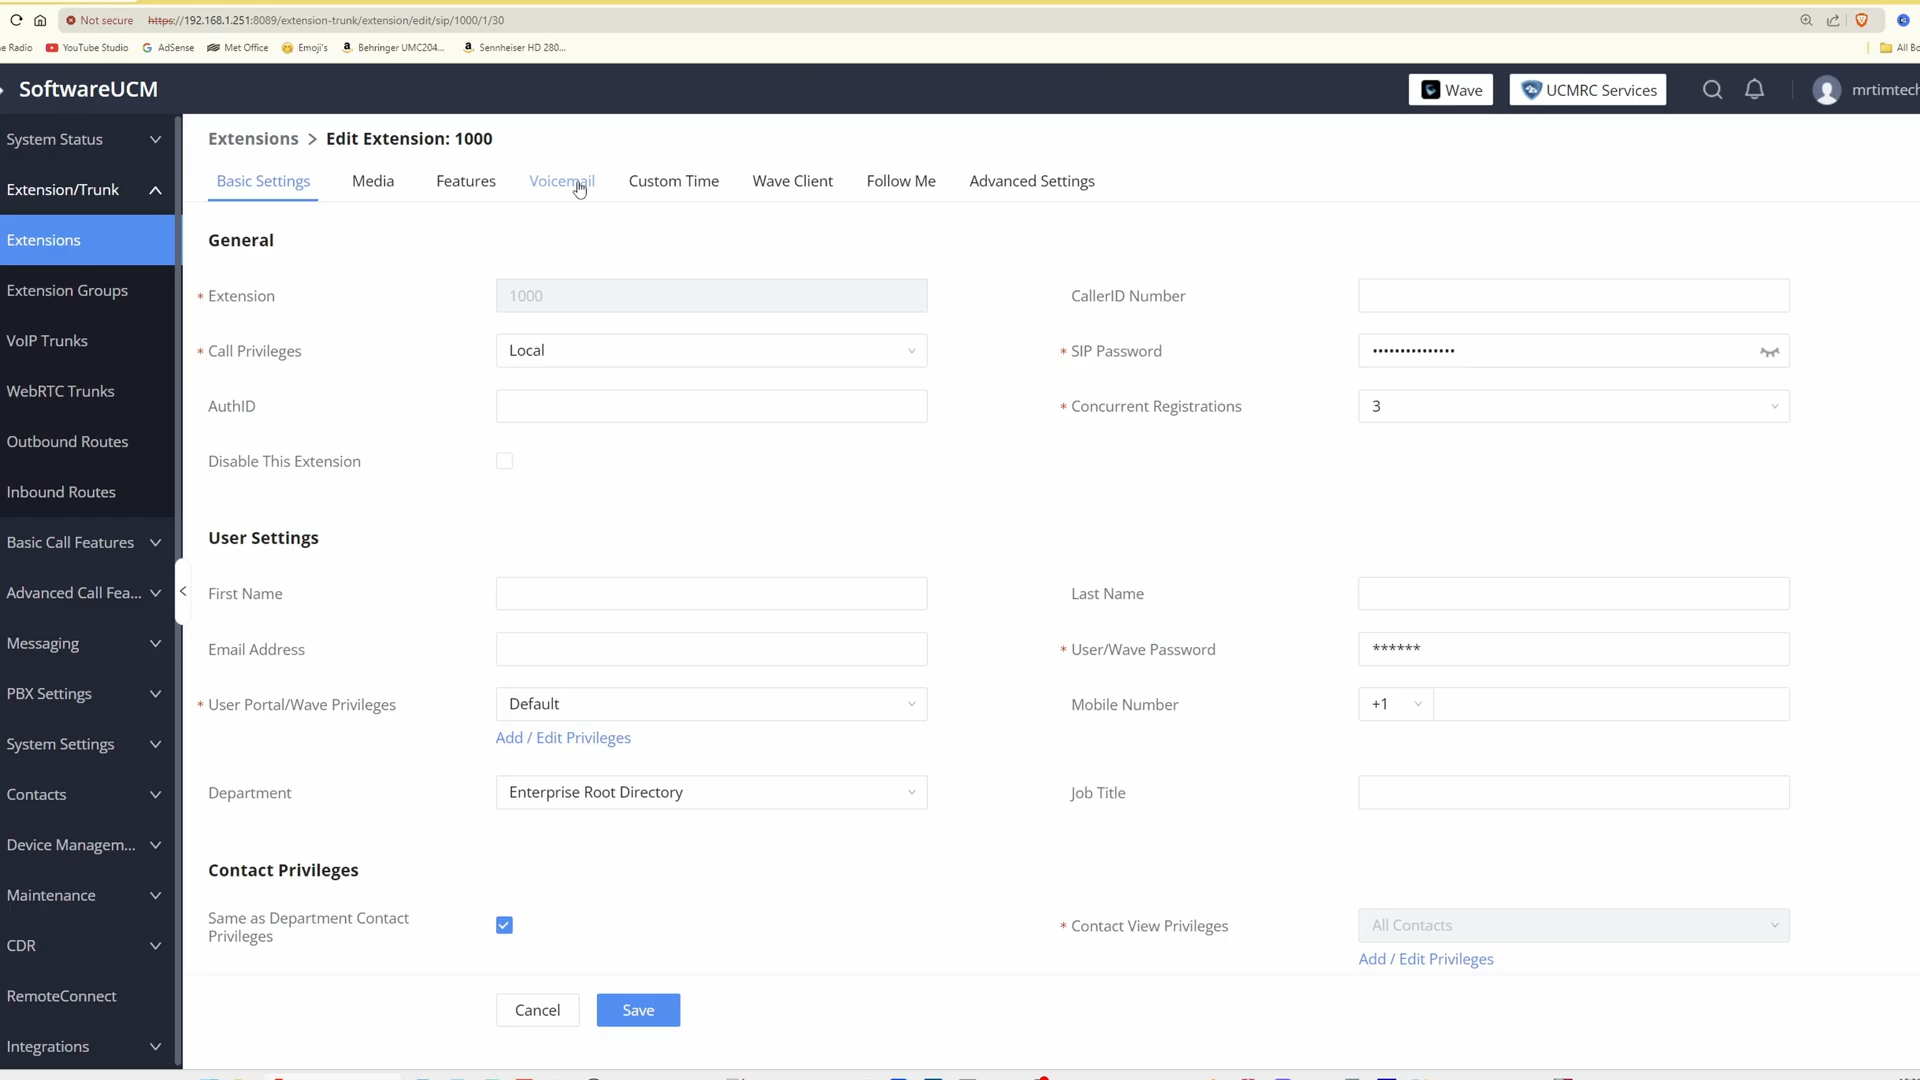 Not secure https://192.168.1.251:8089/extension-trunk/extension/edit/sip/1000/1/30
e Radio YouTube Studio AdSense Met Office Emoji's Behringer UMC204... Sennheiser HD 280... All Bo
SoftwareUCM Wave UCMRC Services mrtimtech
System Status
Extension/Trunk
Extensions
Extension Groups
VoIP Trunks
WebRTC Trunks
Outbound Routes
Inbound Routes
Basic Call Features
Advanced Call Fea...
Messaging
PBX Settings
System Settings
Contacts
Device Managem...
Maintenance
CDR
RemoteConnect
Integrations
Extensions > Edit Extension: 1000
Basic Settings Media Features Voicemail Custom Time Wave Client Follow Me Advanced Settings
General
* Extension 1000 CallerID Number
* Call Privileges Local * SIP Password •••••••••••••••
AuthID * Concurrent Registrations 3
Disable This Extension
User Settings
First Name Last Name
Email Address * User/Wave Password ******
* User Portal/Wave Privileges Default Mobile Number +1
Add / Edit Privileges
Department Enterprise Root Directory Job Title
Contact Privileges
Same as Department Contact
Privileges
* Contact View Privileges All Contacts
Add / Edit Privileges
Cancel Save